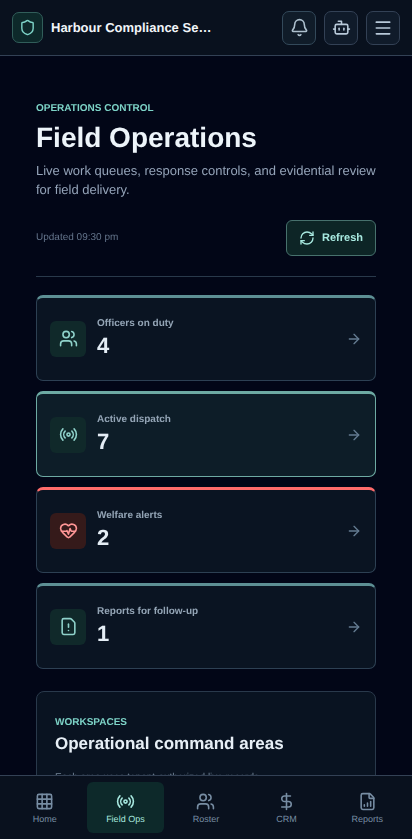 Harbour Compliance Se...
OPERATIONS CONTROL
Field Operations
Live work queues, response controls, and evidential review
for field delivery.
Updated 09:30 pm
Refresh
Officers on duty
4
Active dispatch
7
Welfare alerts
2
Reports for follow-up
1
WORKSPACES
Operational command areas
Home
Field Ops
Roster
CRM
Reports